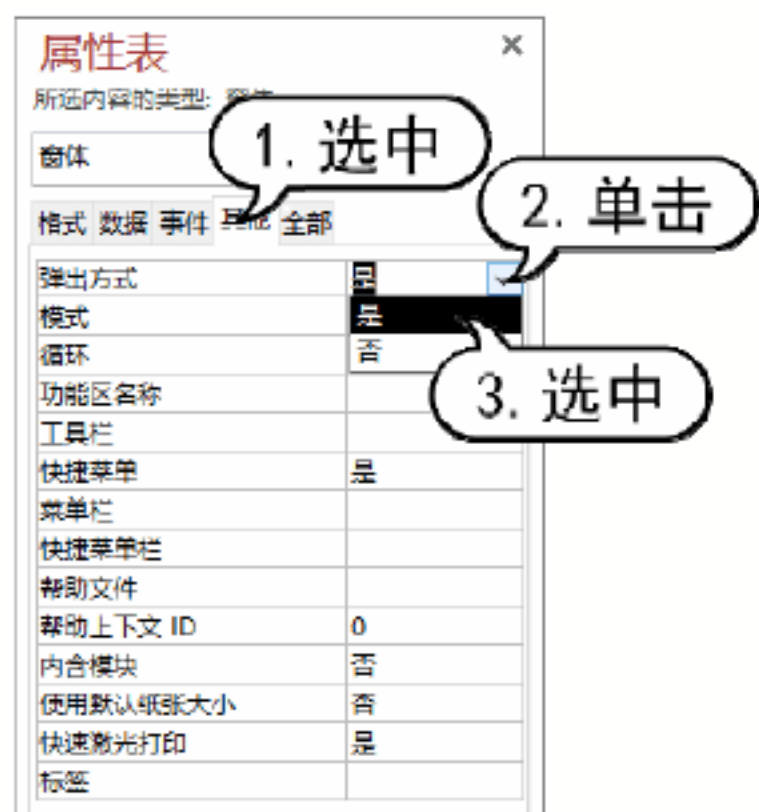 属性表
所选内容的类型: 窗体
窗体
1. 选中
2. 单击
格式 数据 事件 其他 全部
弹出方式 是
模式 是
循环 否
3. 选中
功能区名称
工具栏
快捷菜单 是
菜单栏
快捷菜单栏
帮助文件
帮助上下文 ID 0
内含模块 否
使用默认纸张大小 否
快速激光打印 是
标签